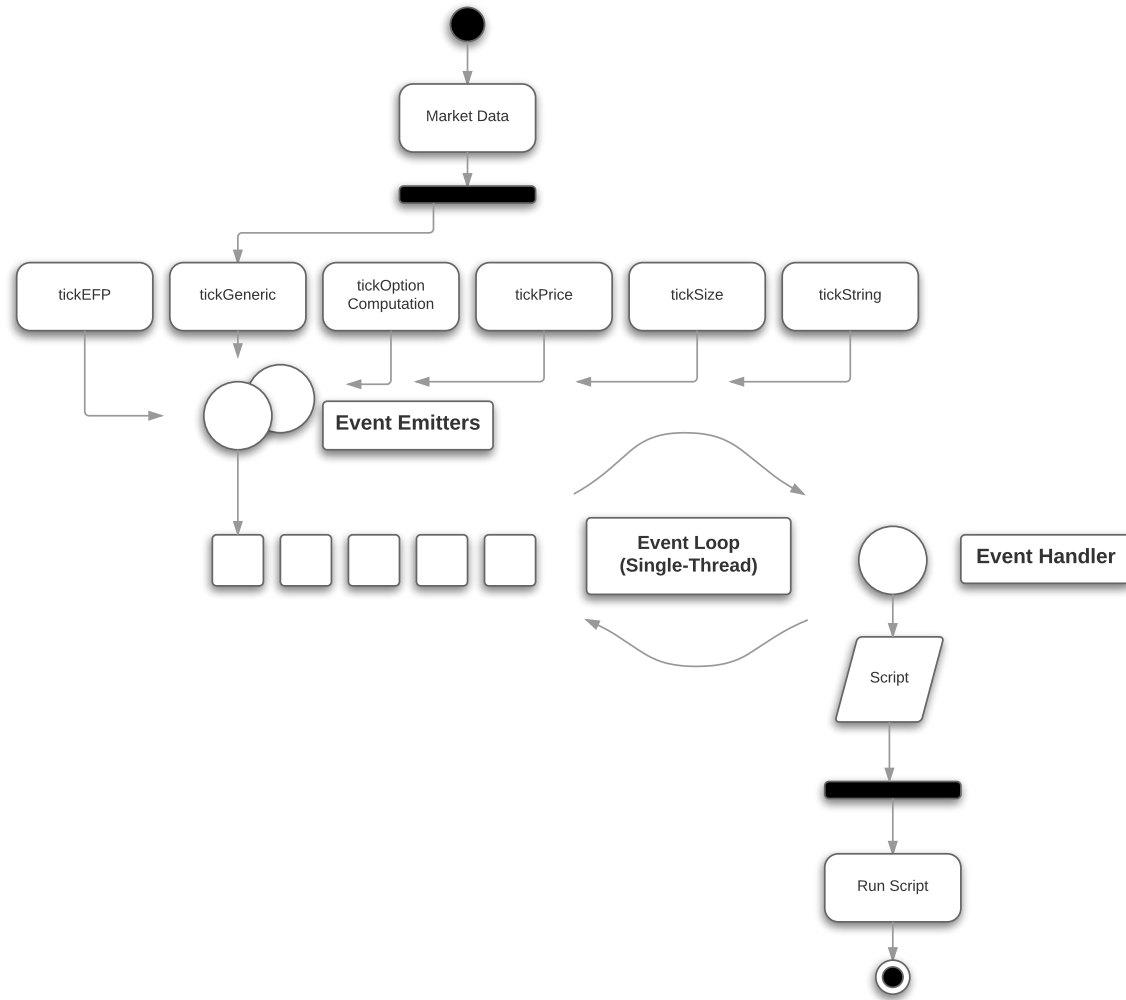 Market Data
tickEFP
tickGeneric
tickOption
Computation
tickPrice
tickSize
tickString
Event Emitters
Event Loop
(Single-Thread)
Event Handler
Script
Run Script